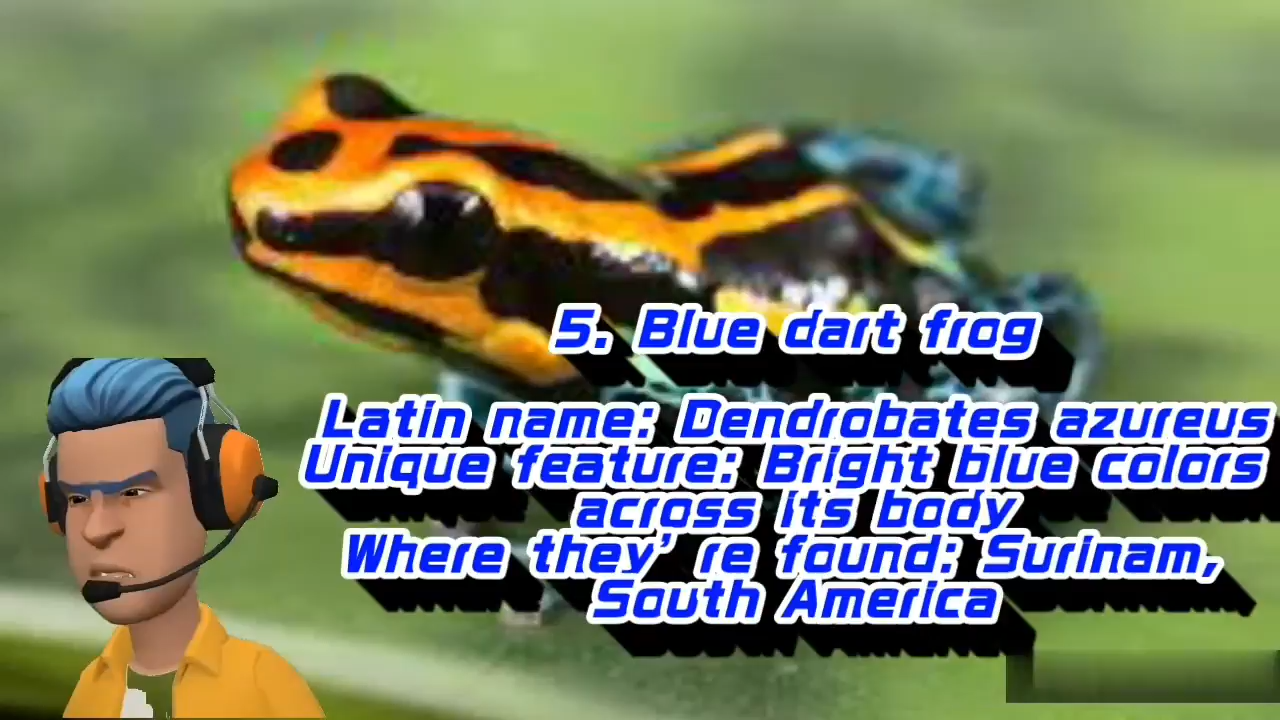 5. Blue dart frog
Latin name: Dendrobates azureus
Unique feature: Bright blue colors
across its body
Where they’ re found: Surinam,
South America